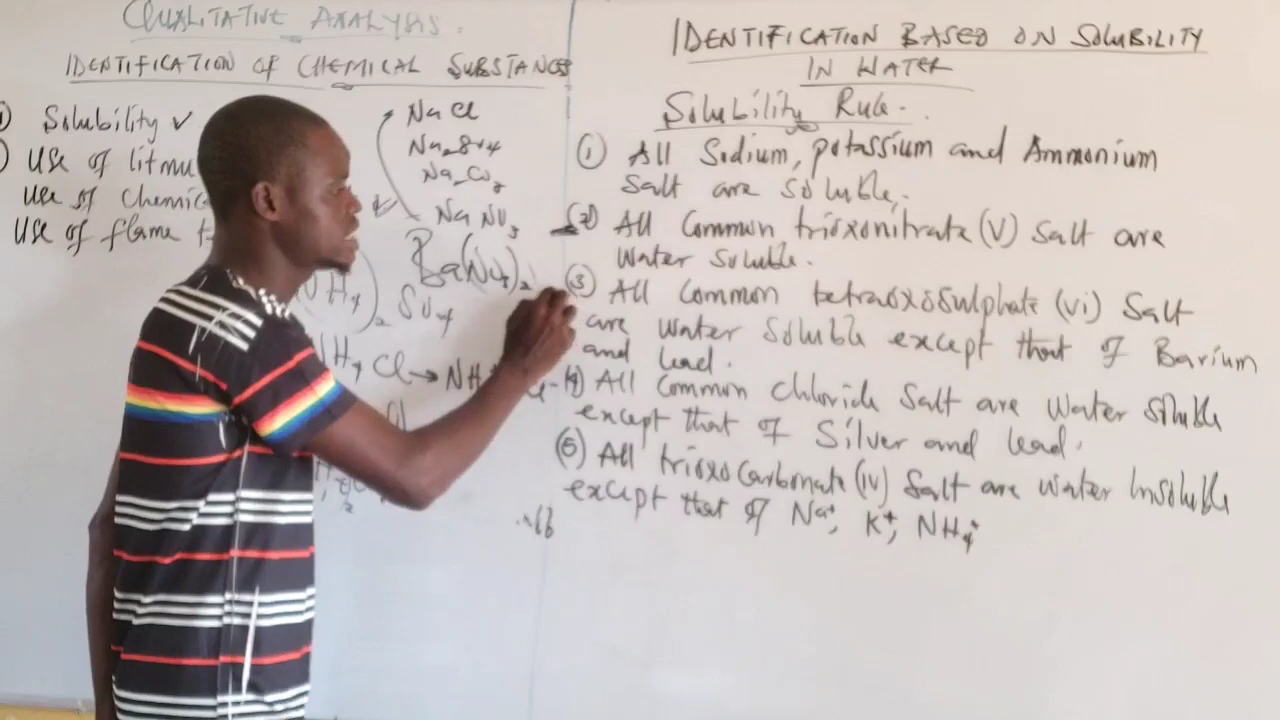 QUALITATIVE ANALYSIS.
IDENTIFICATION OF CHEMICAL SUBSTANCES
Solubility ✓
Use of litmu
Use of chemic
Use of flame t
NaCl
Na₂SO₄
Na₂CO₃
NaNO₃
Ba(NO₃)₂
NH₄)₂SO₄
NH₄Cl → NH
IDENTIFICATION BASED ON SOLUBILITY
IN WATER
Solubility Rule.
(1) All Sodium, potassium and Ammonium
Salt are soluble,
(2) All Common trioxonitrate (V) Salt are
Water soluble.
(3) All Common tetraoxosulphate (vi) Salt
are water soluble except that of Barium
and lead.
(4) All Common chloride Salt are water soluble
except that of Silver and lead.
(5) All trioxocarbonate (iv) Salt are water Insoluble
except that of Na⁺, K⁺, NH₄⁺